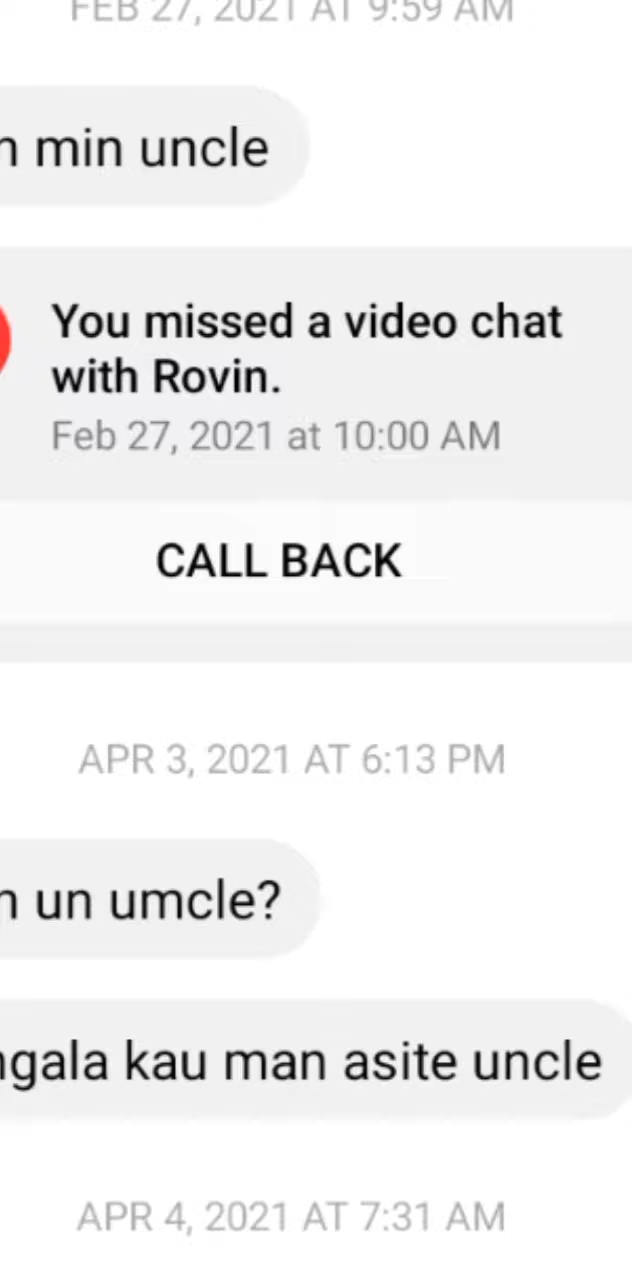 FEB 27, 2021 AT 9:59 AM
min uncle
You missed a video chat
with Rovin.
Feb 27, 2021 at 10:00 AM
CALL BACK
APR 3, 2021 AT 6:13 PM
un umcle?
kau man asite uncle
APR 4, 2021 AT 7:31 AM